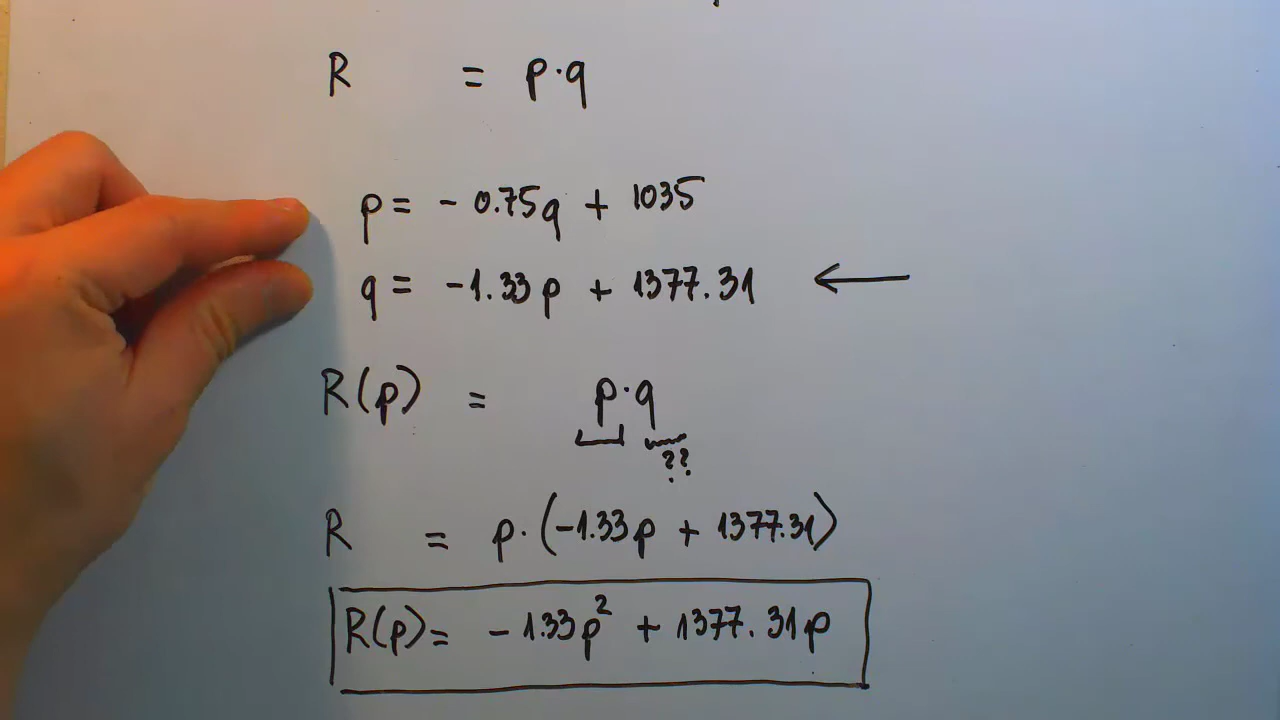 R = p·q
p = - 0.75q + 1035
q = -1.33p + 1377.31 ←
R(p) = p·q
??
R = p·(-1.33p + 1377.31)
R(p) = - 1.33p² + 1377.31p